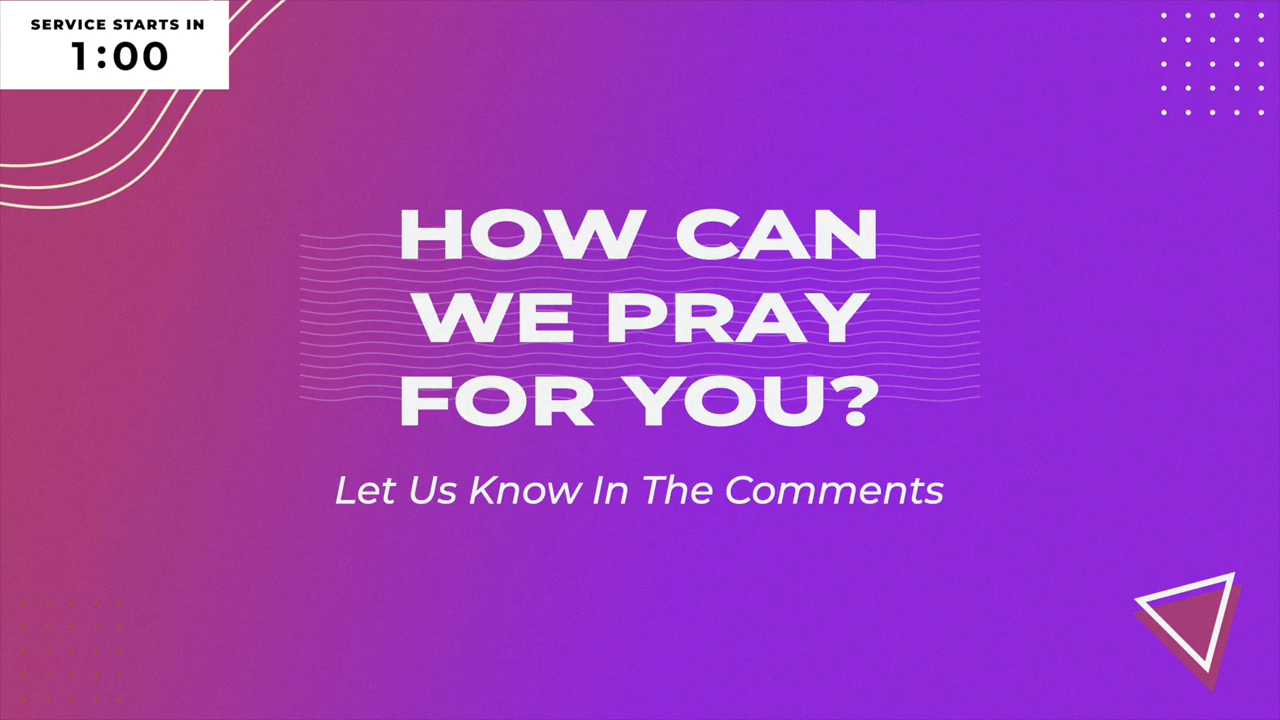 SERVICE STARTS IN
1:00
HOW CAN
WE PRAY
FOR YOU?
Let Us Know In The Comments